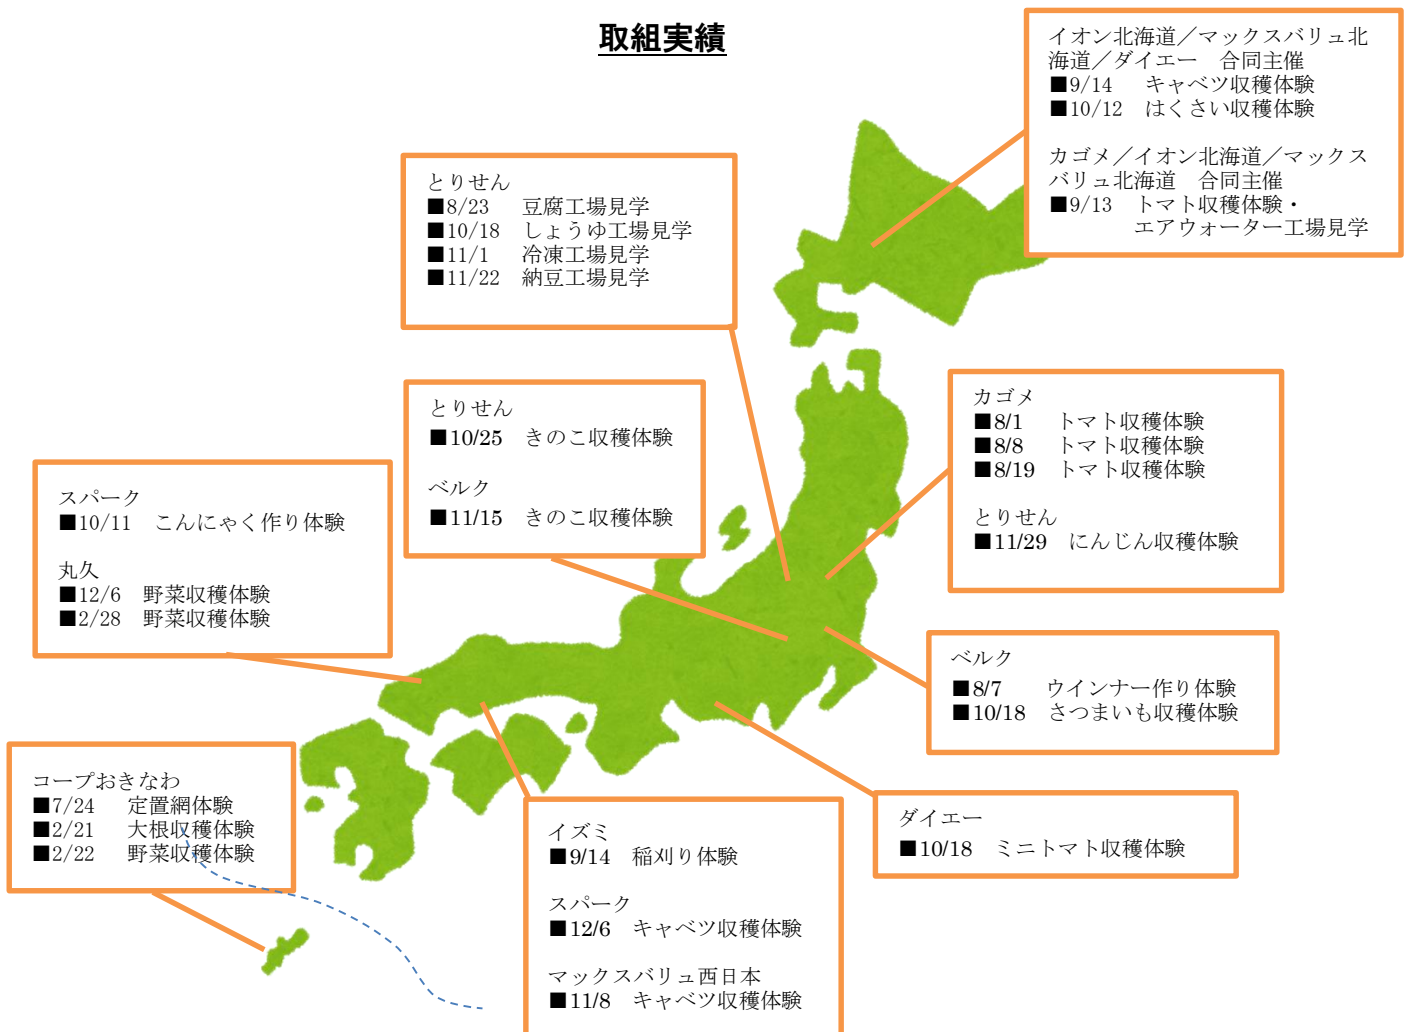 取組実績
イオン北海道／マックスバリュ北
海道／ダイエー　合同主催
■9/14　キャベツ収穫体験
■10/12　はくさい収穫体験
カゴメ／イオン北海道／マックス
バリュ北海道　合同主催
■9/13　トマト収穫体験・
エアウォーター工場見学
とりせん
■8/23　豆腐工場見学
■10/18　しょうゆ工場見学
■11/1　冷凍工場見学
■11/22　納豆工場見学
とりせん
■10/25　きのこ収穫体験
ベルク
■11/15　きのこ収穫体験
カゴメ
■8/1　トマト収穫体験
■8/8　トマト収穫体験
■8/19　トマト収穫体験
とりせん
■11/29　にんじん収穫体験
スパーク
■10/11　こんにゃく作り体験
丸久
■12/6　野菜収穫体験
■2/28　野菜収穫体験
ベルク
■8/7　ウインナー作り体験
■10/18　さつまいも収穫体験
コープおきなわ
■7/24　定置網体験
■2/21　大根収穫体験
■2/22　野菜収穫体験
イズミ
■9/14　稲刈り体験
スパーク
■12/6　キャベツ収穫体験
マックスバリュ西日本
■11/8　キャベツ収穫体験
ダイエー
■10/18　ミニトマト収穫体験